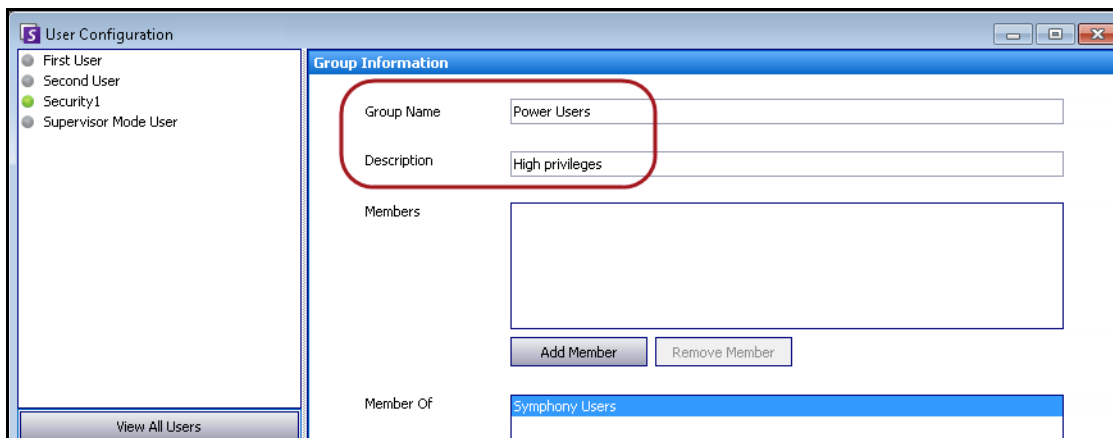 User Configuration
First User
Second User
Security1
Supervisor Mode User
View All Users
Group Information
Group Name
Power Users
Description
High privileges
Members
Add Member
Remove Member
Member Of
Symphony Users